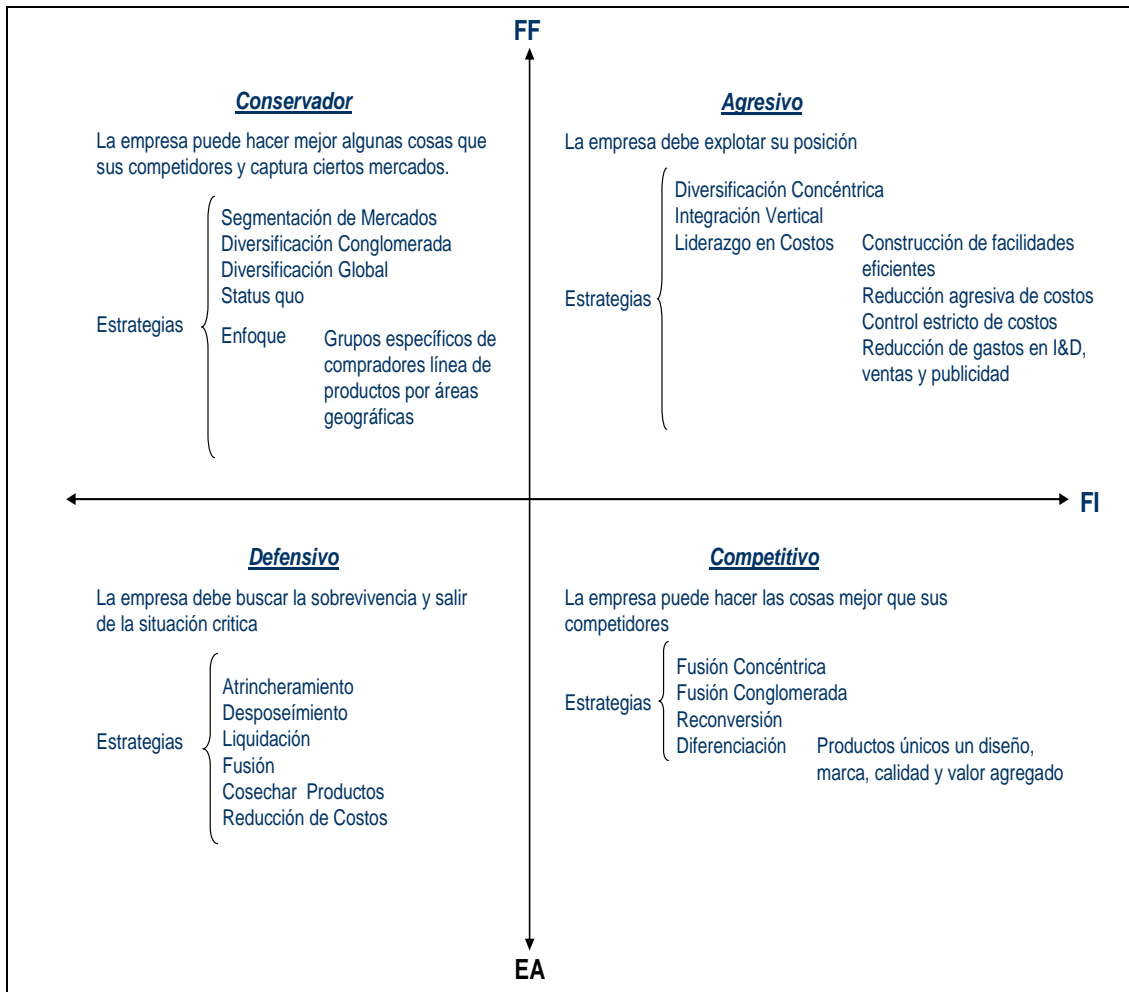 FF
Conservador
La empresa puede hacer mejor algunas cosas que
sus competidores y captura ciertos mercados.
Estrategias
Segmentación de Mercados
Diversificación Conglomerada
Diversificación Global
Status quo
Enfoque
Grupos específicos de
compradores línea de
productos por áreas
geográficas
Agresivo
La empresa debe explotar su posición
Estrategias
Diversificación Concéntrica
Integración Vertical
Liderazgo en Costos
Construcción de facilidades
eficientes
Reducción agresiva de costos
Control estricto de costos
Reducción de gastos en I&D,
ventas y publicidad
FI
Defensivo
La empresa debe buscar la sobrevivencia y salir
de la situación critica
Estrategias
Atrincheramiento
Desposeímiento
Liquidación
Fusión
Cosechar Productos
Reducción de Costos
Competitivo
La empresa puede hacer las cosas mejor que sus
competidores
Estrategias
Fusión Concéntrica
Fusión Conglomerada
Reconversión
Diferenciación
Productos únicos un diseño,
marca, calidad y valor agregado
EA